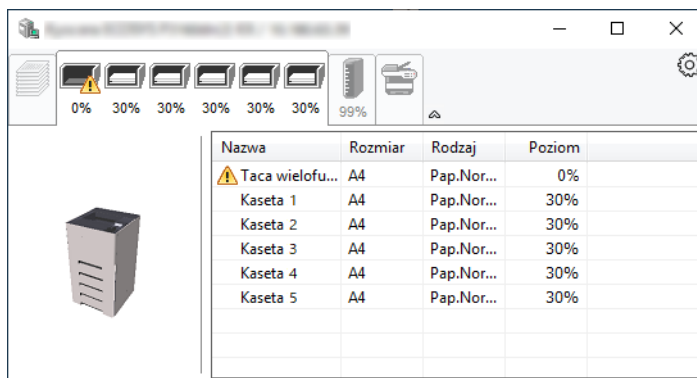 0% 30% 30% 30% 30% 30% 99%
Nazwa Rozmiar Rodzaj Poziom
Taca wielofu... A4 Pap.Nor... 0%
Kaseta 1 A4 Pap.Nor... 30%
Kaseta 2 A4 Pap.Nor... 30%
Kaseta 3 A4 Pap.Nor... 30%
Kaseta 4 A4 Pap.Nor... 30%
Kaseta 5 A4 Pap.Nor... 30%